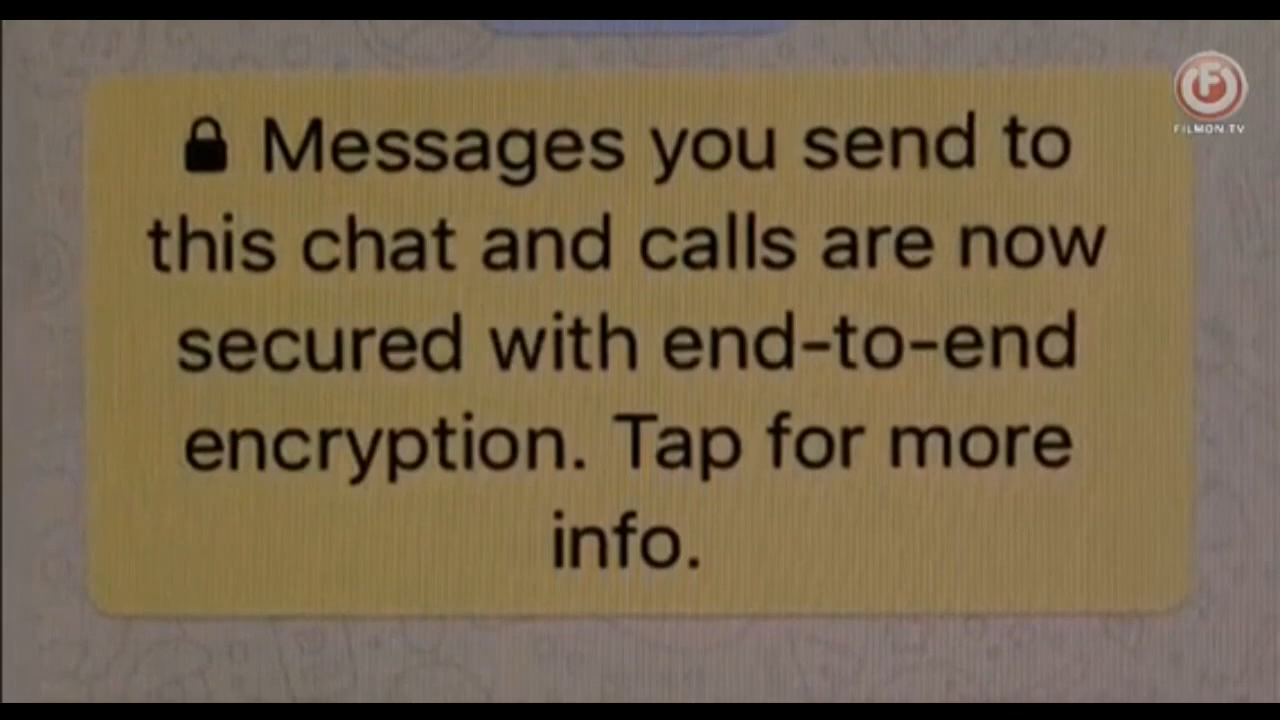 Messages you send to
this chat and calls are now
secured with end-to-end
encryption. Tap for more
info.
F
FILMON.TV